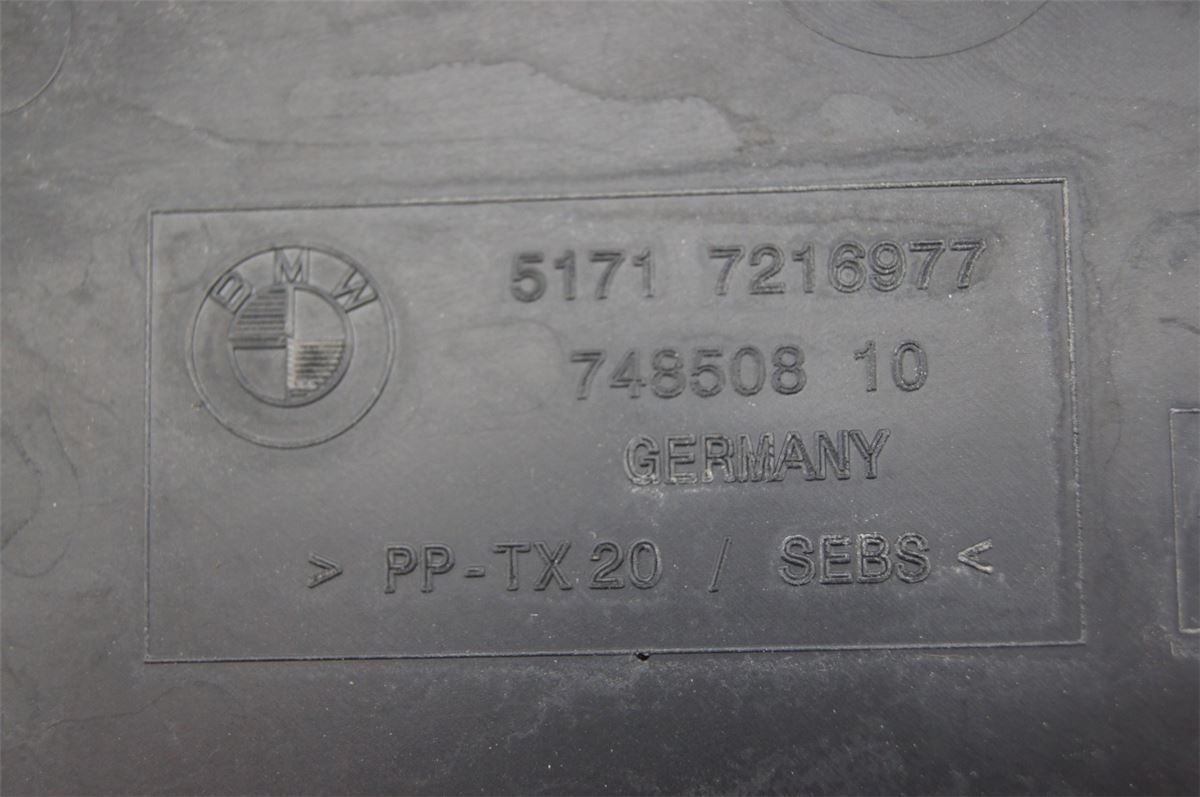 BMW
5171 7216977
748508 10
GERMANY
> PP-TX 20 / SEBS <